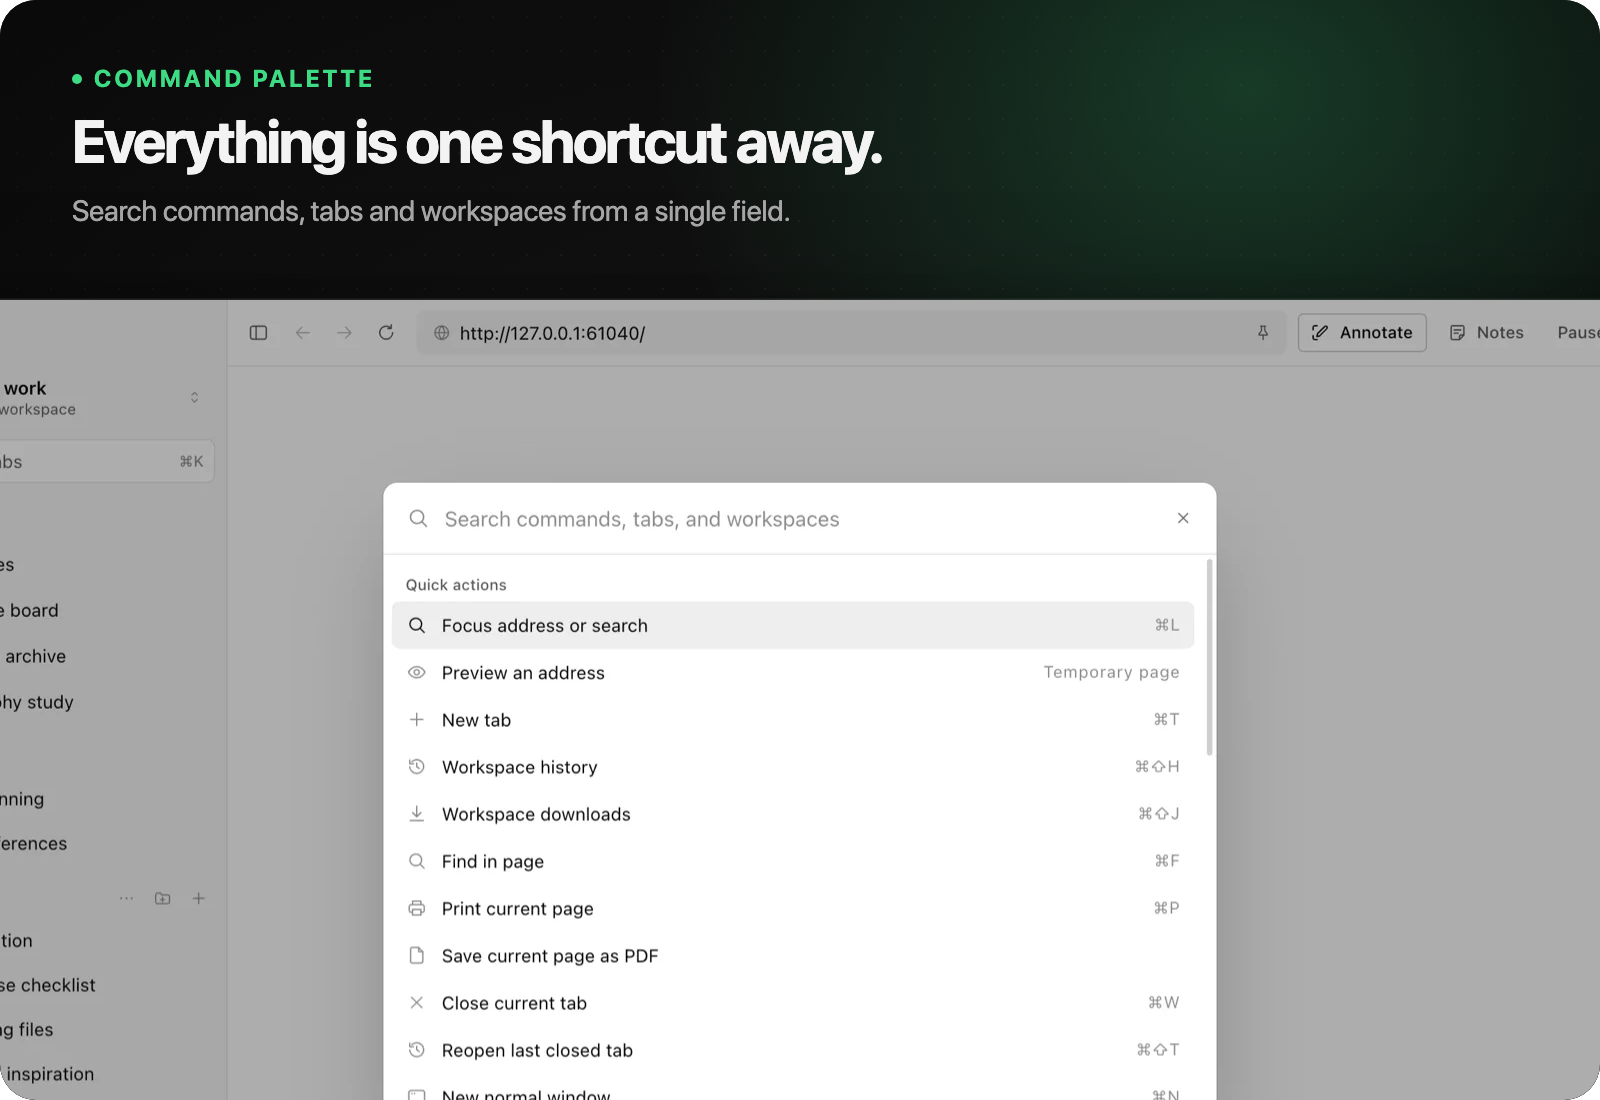 • COMMAND PALETTE
Everything is one shortcut away.
Search commands, tabs and workspaces from a single field.
http://127.0.0.1:61040/
Annotate
Notes
work
workspace
⌘K
Search commands, tabs, and workspaces
Quick actions
Focus address or search ⌘L
Preview an address Temporary page
New tab ⌘T
Workspace history ⌘⇧H
Workspace downloads ⌘⇧J
Find in page ⌘F
Print current page ⌘P
Save current page as PDF
Close current tab ⌘W
Reopen last closed tab ⌘⇧T
New normal window ⌘N
board
archive
study
checklist
files
inspiration